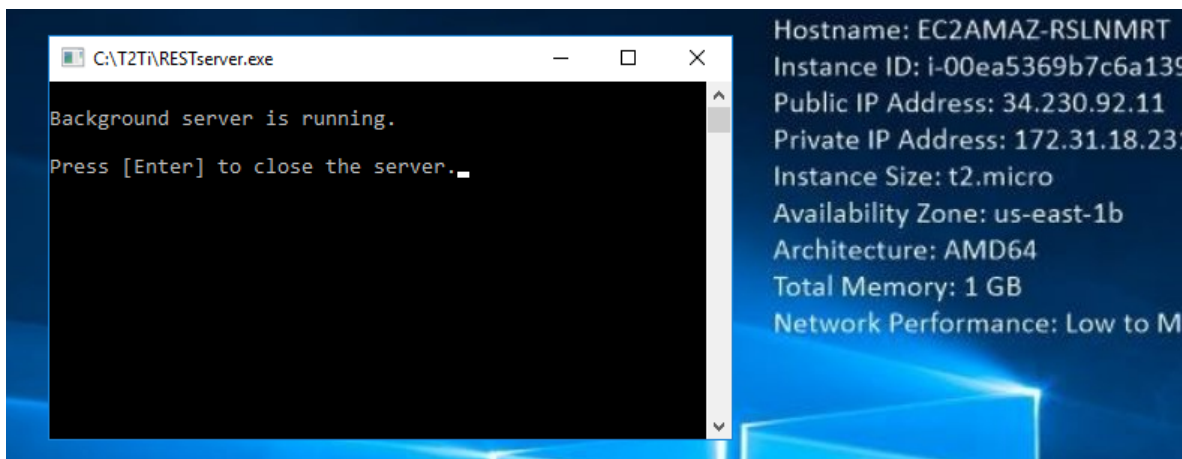 C:\T2Ti\RESTserver.exe
Background server is running.
Press [Enter] to close the server.
Hostname: EC2AMAZ-RSLNMRT
Instance ID: i-00ea5369b7c6a139
Public IP Address: 34.230.92.11
Private IP Address: 172.31.18.231
Instance Size: t2.micro
Availability Zone: us-east-1b
Architecture: AMD64
Total Memory: 1 GB
Network Performance: Low to M